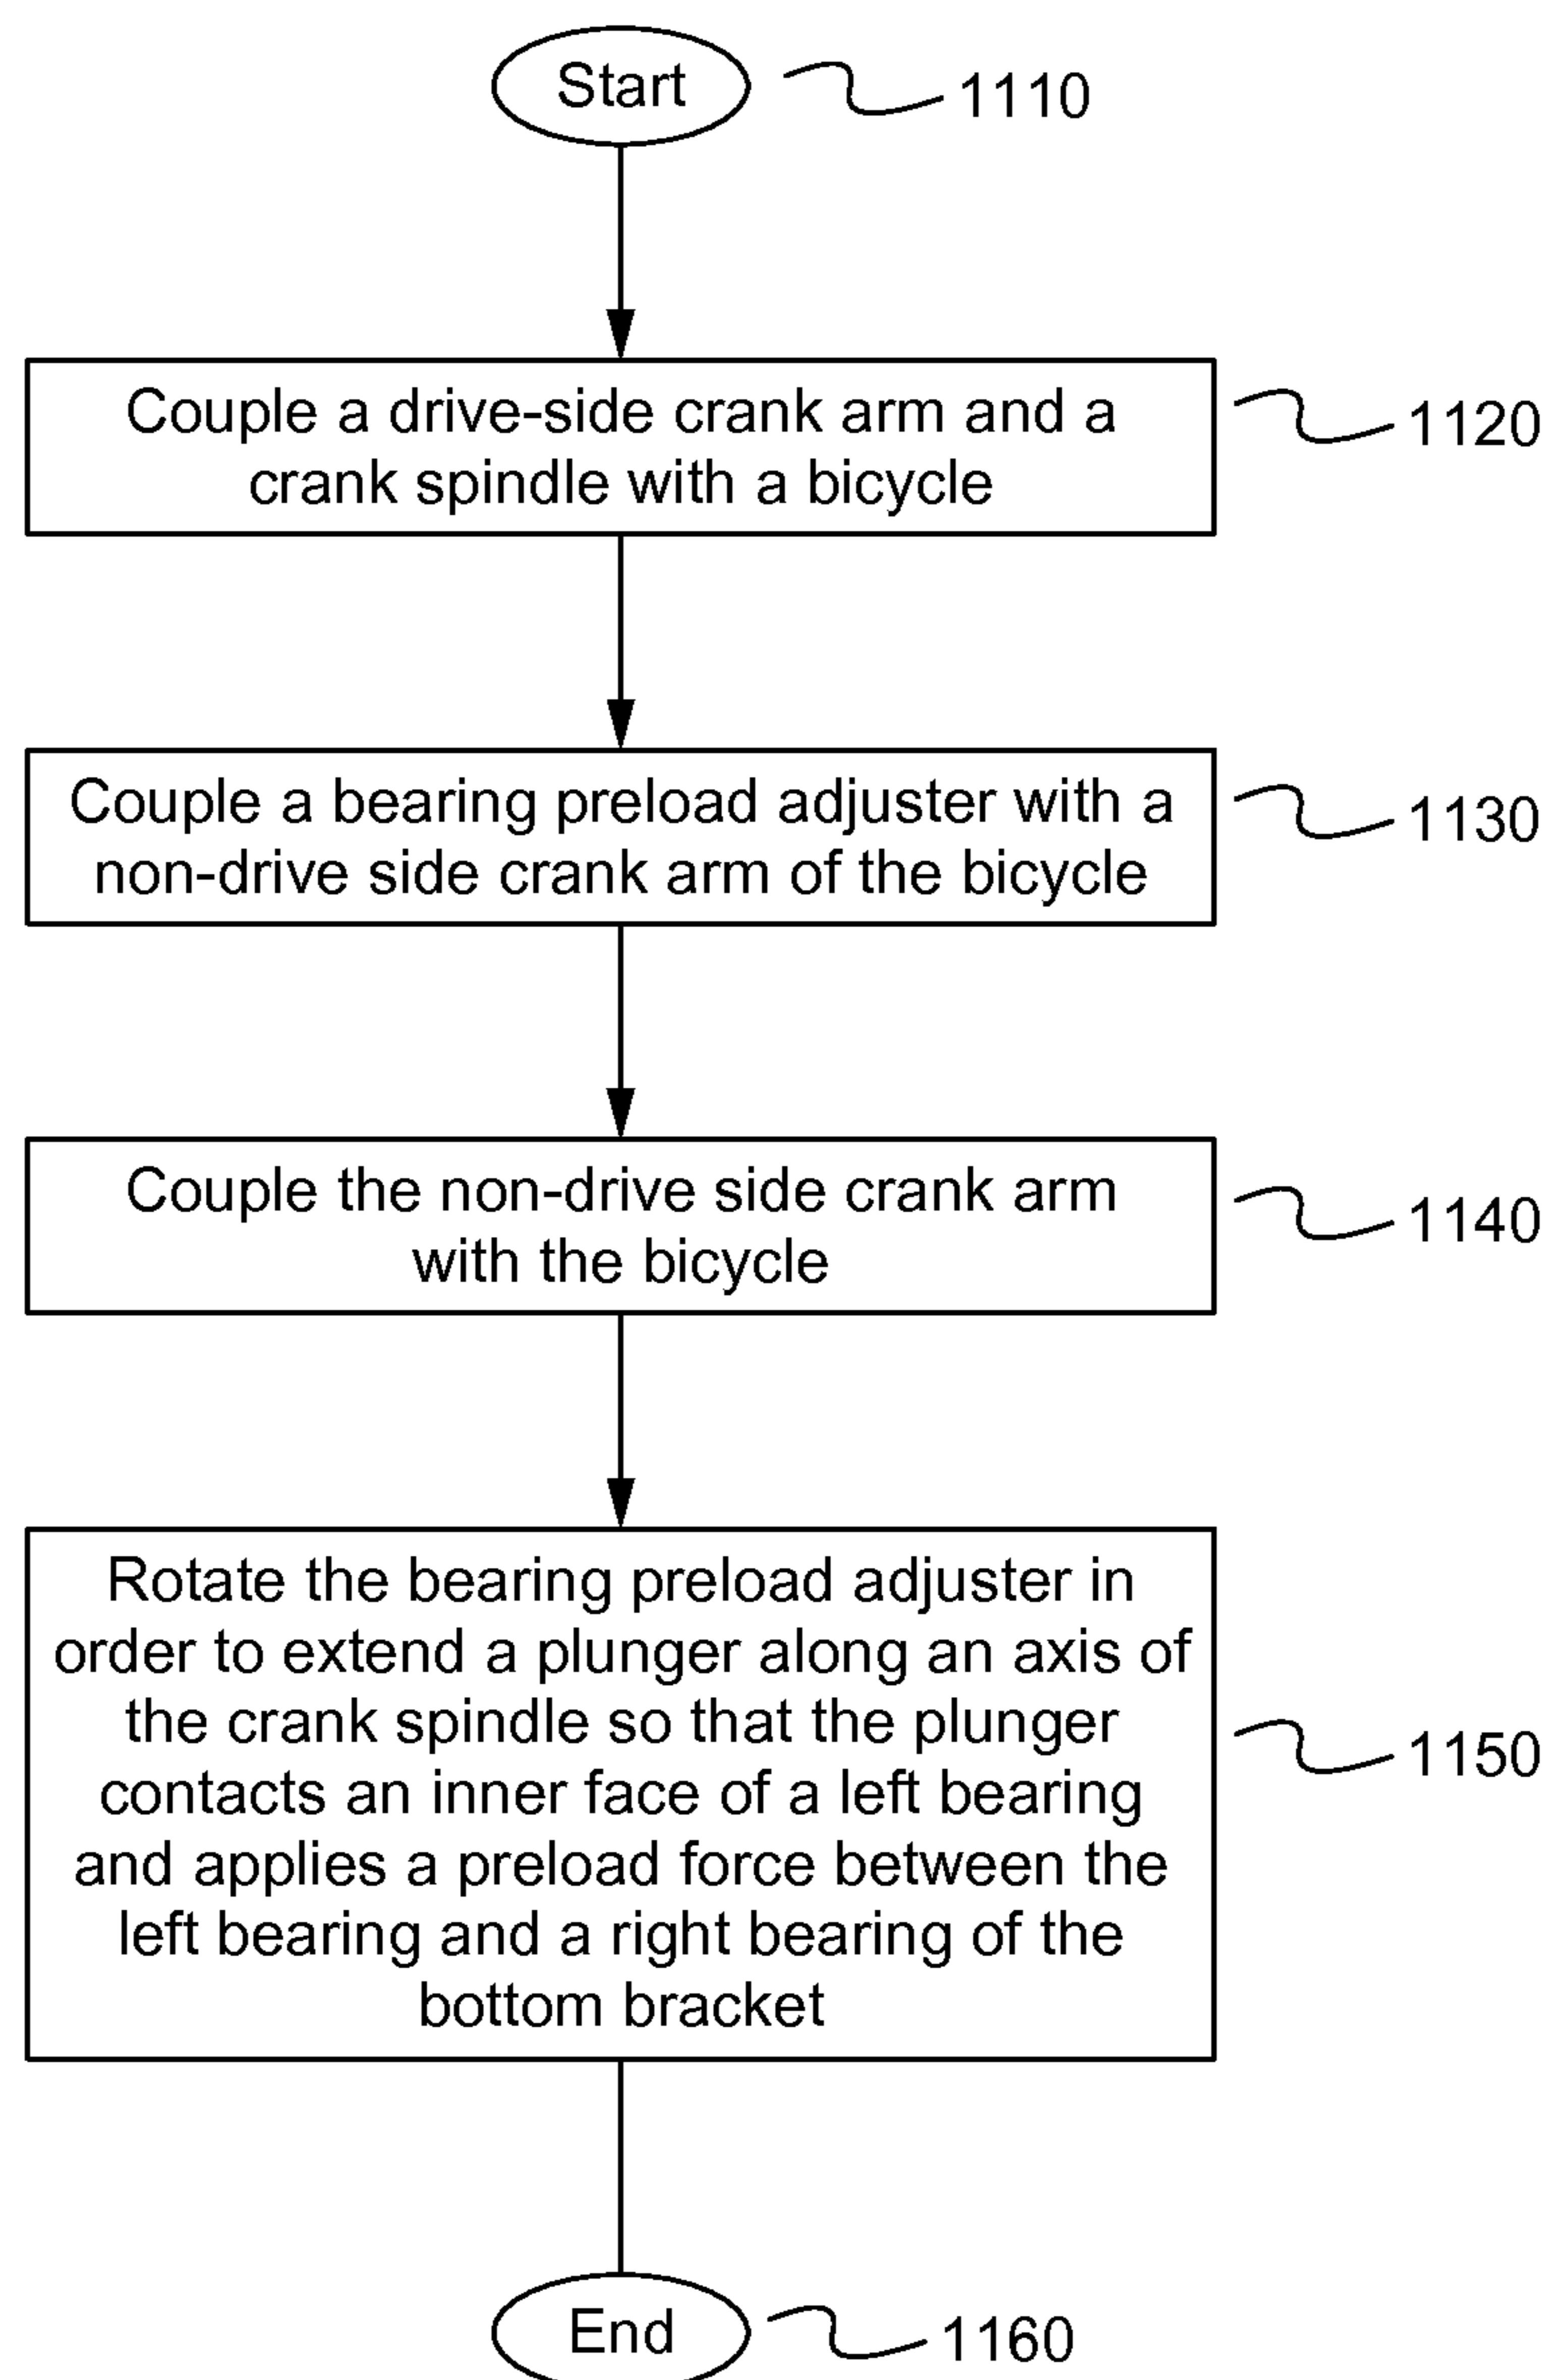 Start
1110
Couple a drive-side crank arm and a
crank spindle with a bicycle
1120
Couple a bearing preload adjuster with a
non-drive side crank arm of the bicycle
1130
Couple the non-drive side crank arm
with the bicycle
1140
Rotate the bearing preload adjuster in
order to extend a plunger along an axis of
the crank spindle so that the plunger
contacts an inner face of a left bearing
and applies a preload force between the
left bearing and a right bearing of the
bottom bracket
1150
End
1160